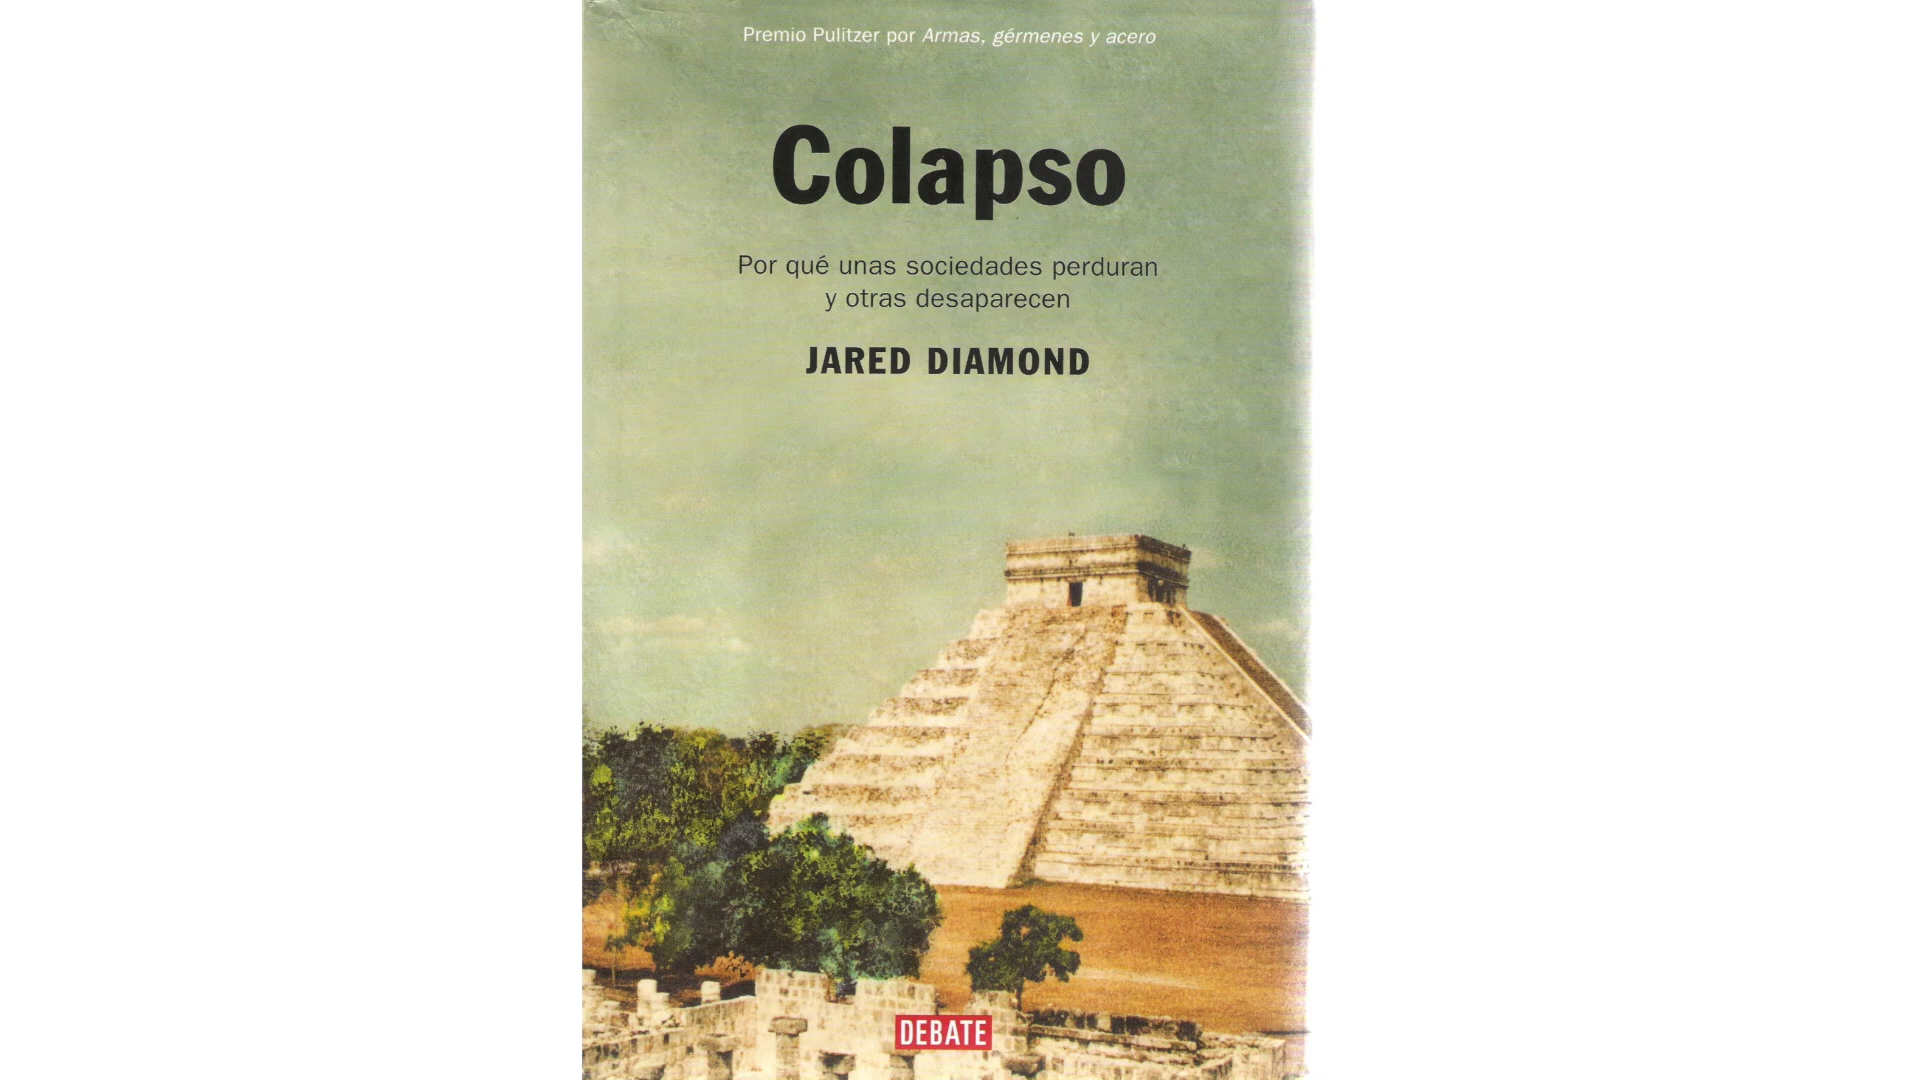 Premio Pulitzer por Armas, gérmenes y acero
Colapso
Por qué unas sociedades perduran
y otras desaparecen
JARED DIAMOND
DEBATE